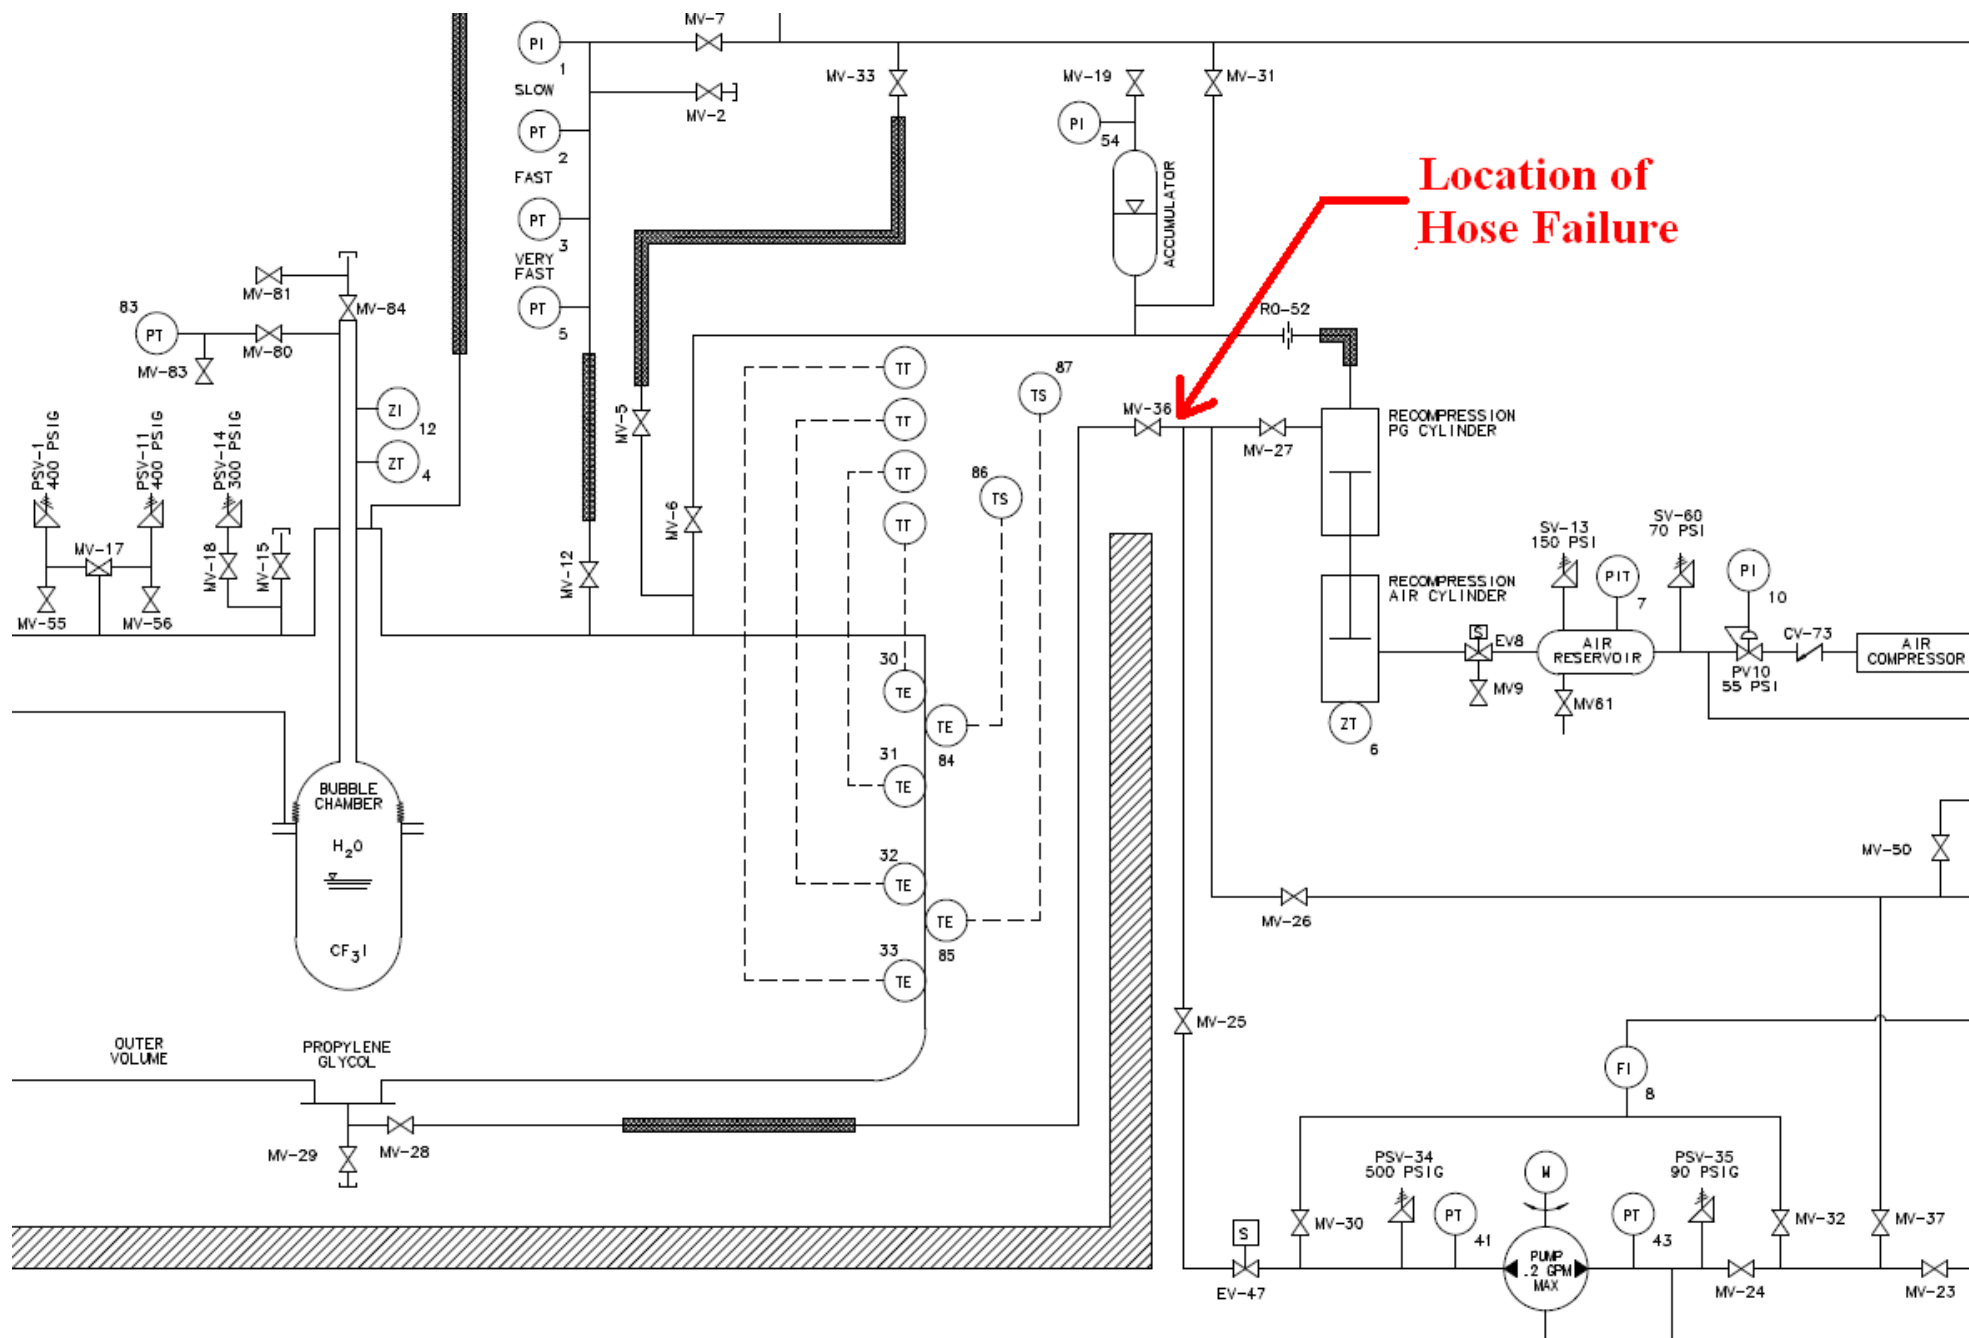 MV-7
PI
1
SLOW
MV-33
MV-19
MV-31
MV-2
PI
54
PT
2
FAST
Location of
Hose Failure
PT
3
VERY
FAST
ACCUMULATOR
MV-81
MV-84
PT
5
83
PT
MV-80
MV-83
RO-52
TT
87
TS
ZI
12
MV-5
TT
MV-36
RECOMPRESSION
PG CYLINDER
MV-27
PSV-1
400 PSIG
PSV-11
400 PSIG
PSV-14
300 PSIG
ZT
4
TT
86
TS
MV-6
TT
SV-60
70 PSI
SV-13
150 PSI
MV-17
MV-18
MV-15
MV-12
RECOMPRESSION
AIR CYLINDER
PIT
7
PI
10
MV-55
MV-56
S
EV8
AIR
RESERVOIR
CV-73
AIR
COMPRESSOR
PV10
55 PSI
30
TE
MV9
MV61
TE
84
ZT
6
31
TE
BUBBLE
CHAMBER
H2O
32
TE
MV-50
TE
85
MV-26
CF3I
33
TE
MV-25
OUTER
VOLUME
PROPYLENE
GLYCOL
FI
8
MV-29
MV-28
PSV-34
500 PSIG
M
PSV-35
90 PSIG
S
MV-30
PT
41
PT
43
MV-32
MV-37
PUMP
.2 GPM
MAX
EV-47
MV-24
MV-23